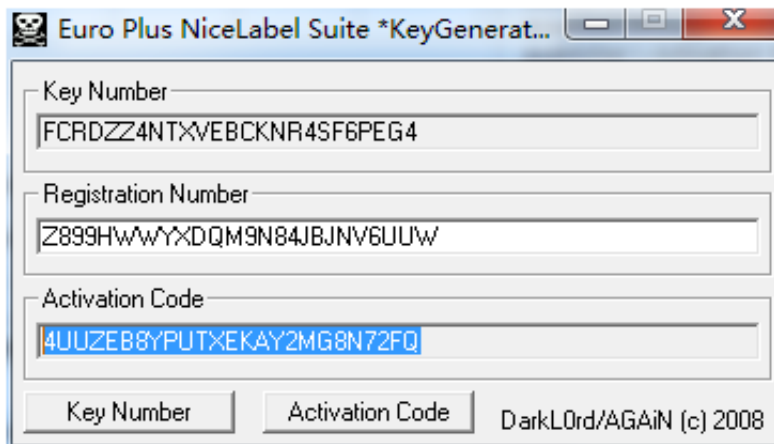 Euro Plus NiceLabel Suite *KeyGenerat...
Key Number
FCRDZZ4NTXVEBCKNR4SF6PEG4
Registration Number
Z899HWWYXDQM9N84JBJNV6UUW
Activation Code
4UUZEB8YPUTXEKAY2MG8N72FQ
Key Number Activation Code DarkL0rd/AGAiN (c) 2008